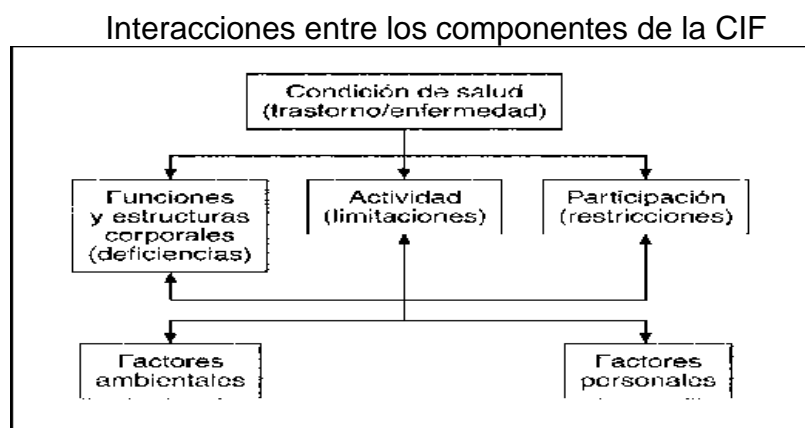 Interacciones entre los componentes de la CIF
Condición de salud
(trastorno/enfermedad)
Funciones
y estructuras
corporales
(deficiencias)
Actividad
(limitaciones)
Participación
(restricciones)
Factores
ambientales
Factores
personales